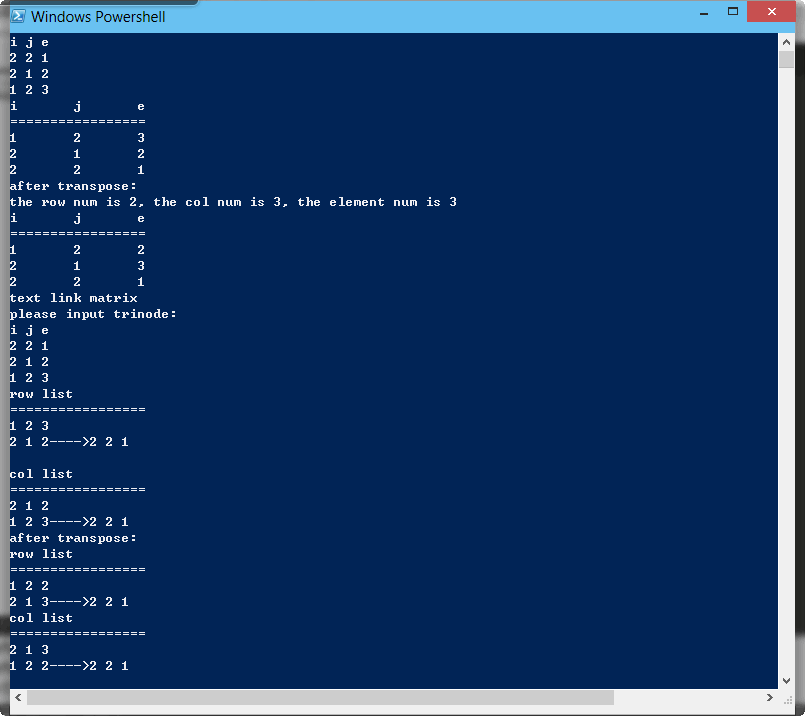 Windows Powershell
i j e
2 2 1
2 1 2
1 2 3
i       j       e
=================
1       2       3
2       1       2
2       2       1
after transpose:
the row num is 2, the col num is 3, the element num is 3
i       j       e
=================
1       2       2
2       1       3
2       2       1
text link matrix
please input trinode:
i j e
2 2 1
2 1 2
1 2 3
row list
=================
1 2 3
2 1 2---->2 2 1

col list
=================
2 1 2
1 2 3---->2 2 1
after transpose:
row list
=================
1 2 2
2 1 3---->2 2 1
col list
=================
2 1 3
1 2 2---->2 2 1